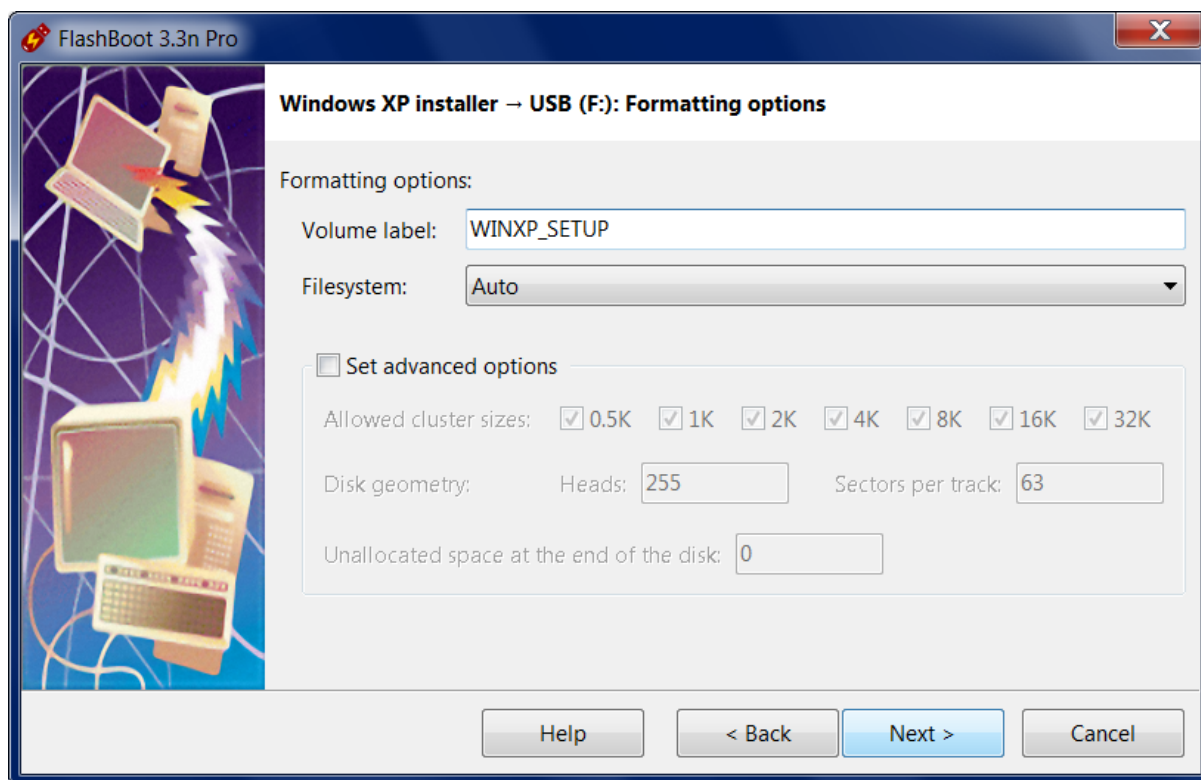 FlashBoot 3.3n Pro
X
Windows XP installer → USB (F:): Formatting options
Formatting options:
Volume label: WINXP_SETUP
Filesystem: Auto
Set advanced options
Allowed cluster sizes: 0.5K 1K 2K 4K 8K 16K 32K
Disk geometry: Heads: 255 Sectors per track: 63
Unallocated space at the end of the disk: 0
Help < Back Next > Cancel